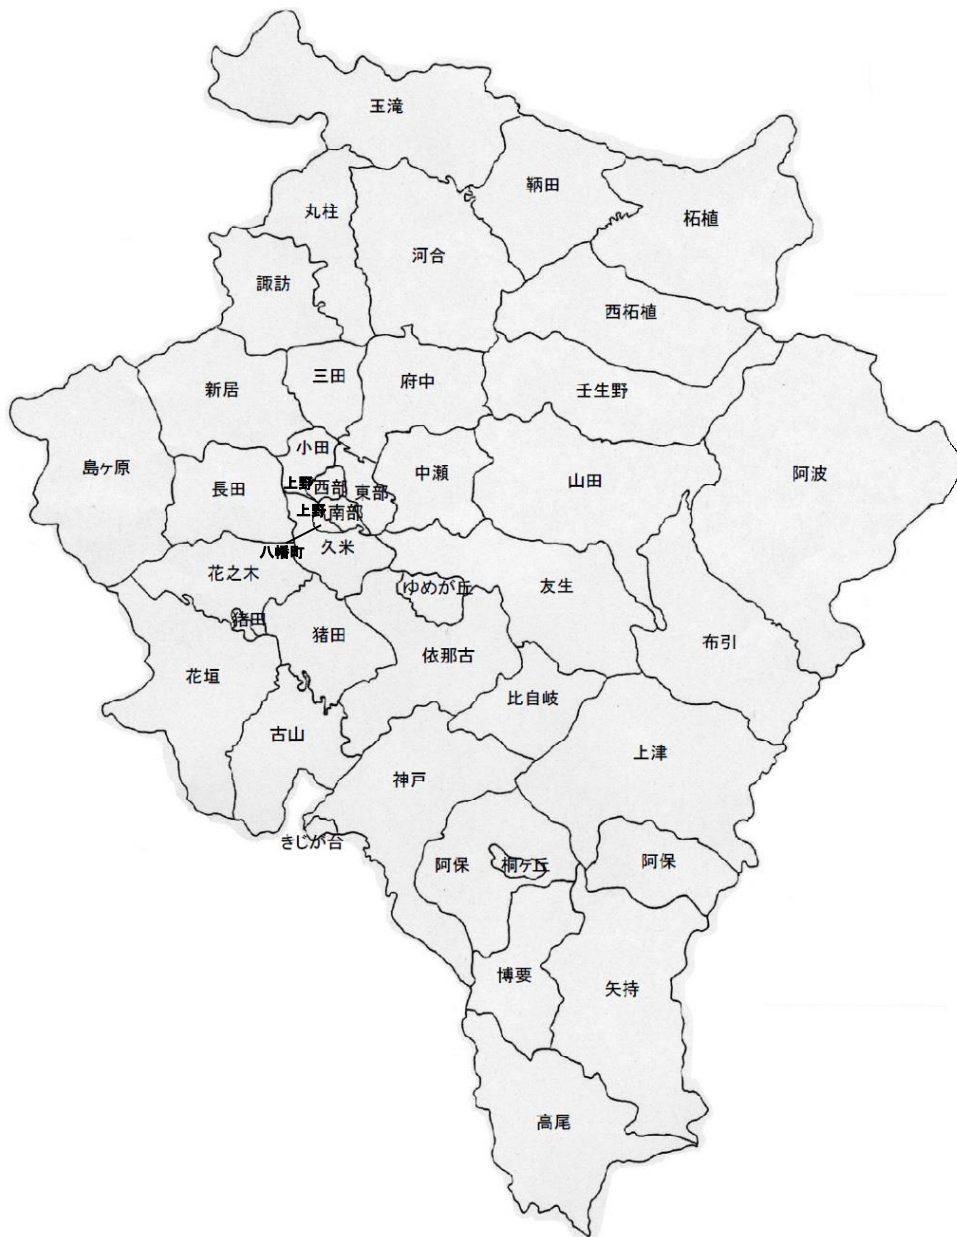 玉滝
鞆田
丸柱
柘植
河合
諏訪
西柘植
三田
府中
新居
壬生野
小田
島ヶ原
中瀬
阿波
山田
上野西部
東部
長田
上野南部
久米
八幡町
花之木
ゆめが丘
友生
猪田
猪田
布引
依那古
花垣
比自岐
古山
上津
神戸
きじが台
阿保
桐ヶ丘
阿保
博要
矢持
高尾